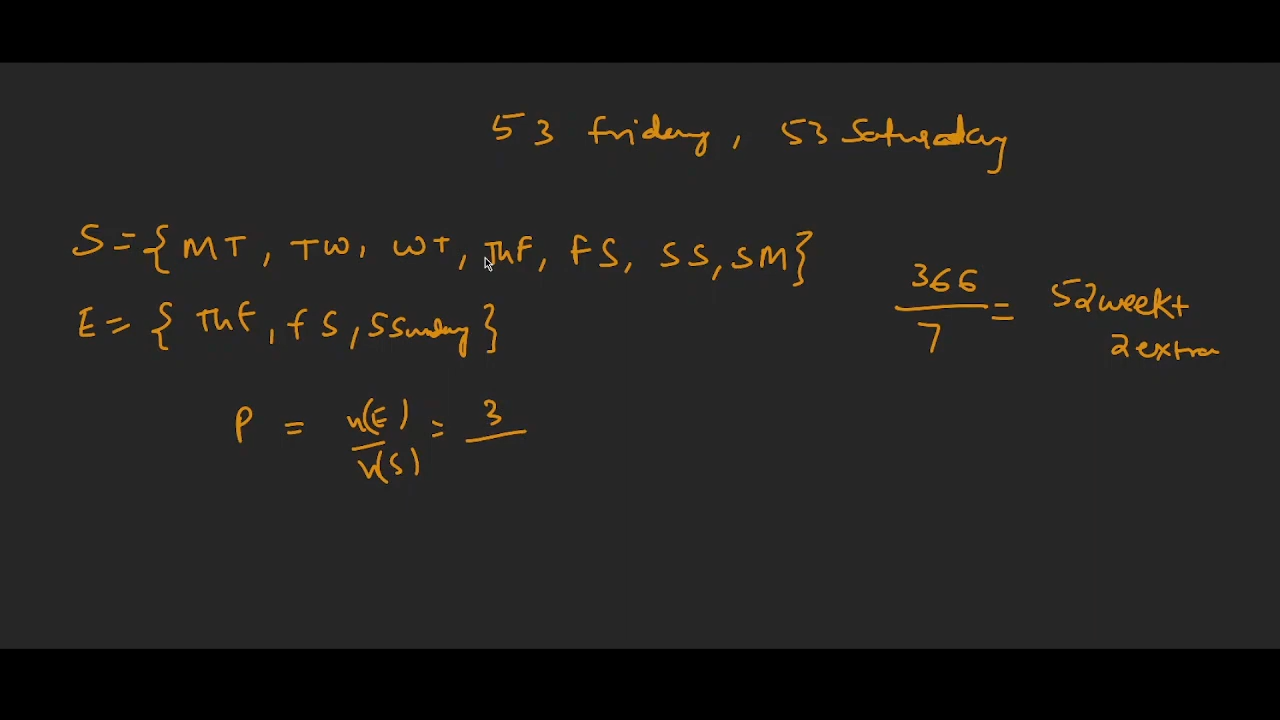 53 friday, 53 Saturday
S={ MT, TW, WT, ThF, FS, SS, SM}
E= { ThF, fS, SSunday }
366
7
=
52week+
2extra
P = n(E) = 3
n(S)